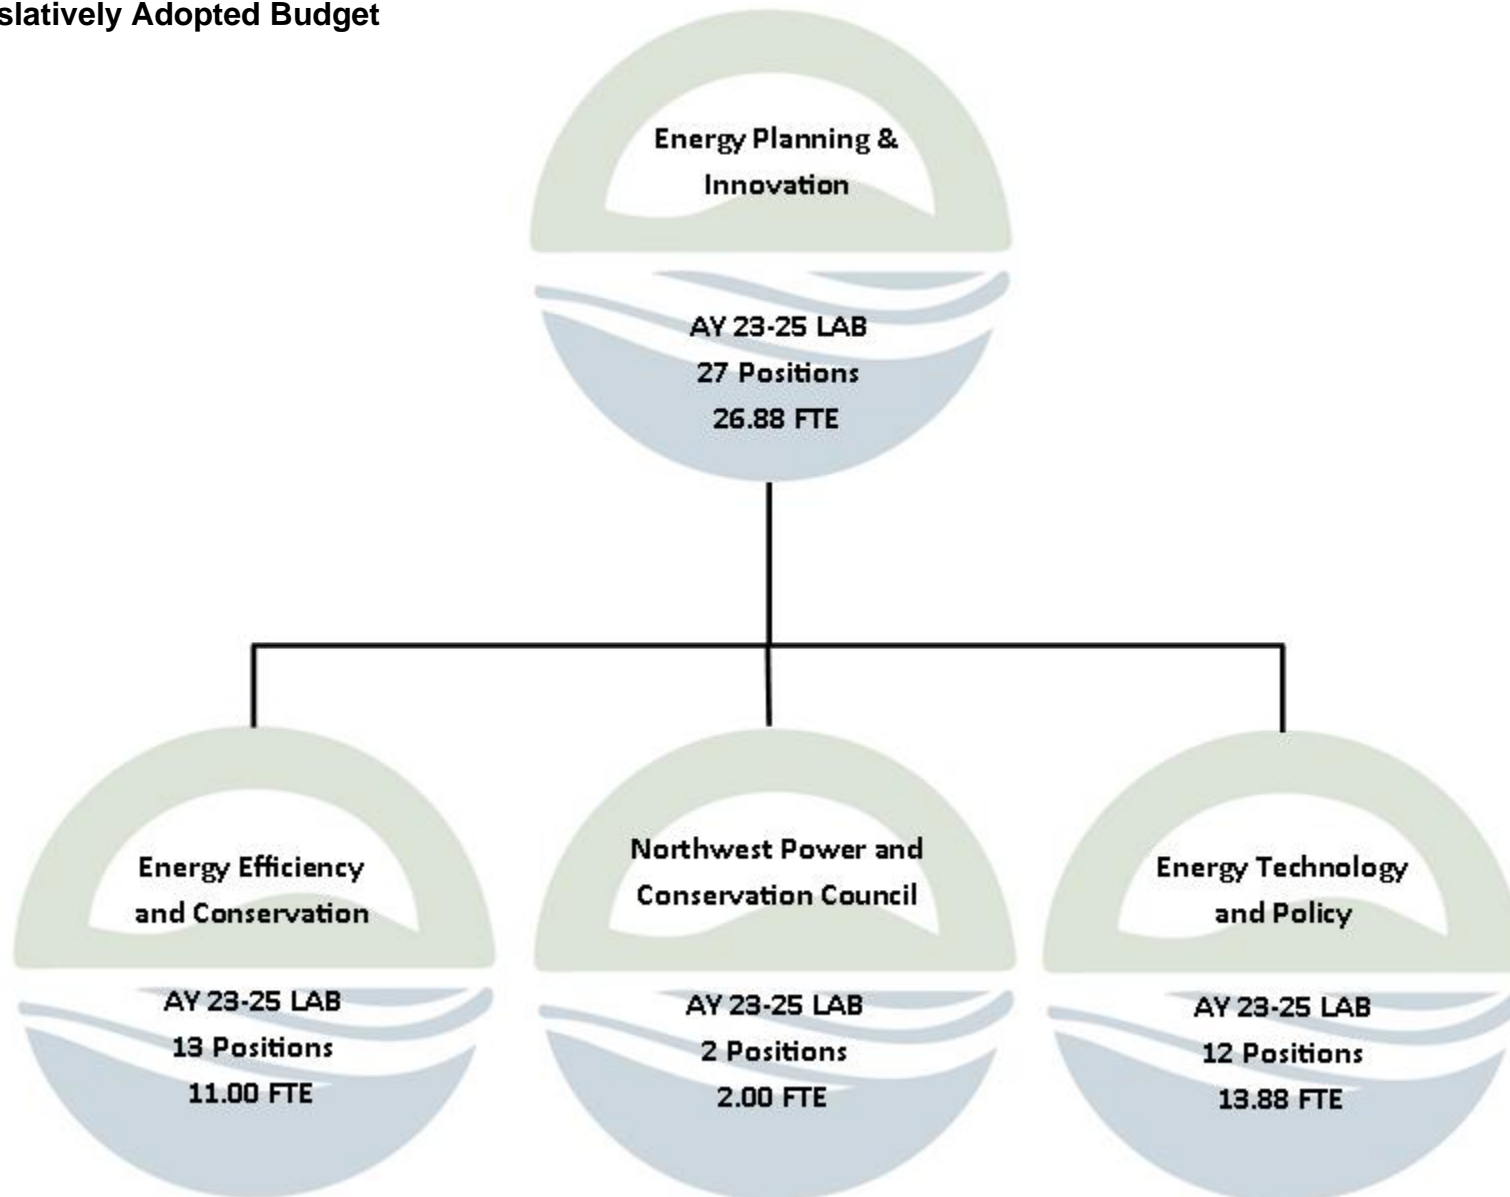 slatively Adopted Budget
Energy Planning &
Innovation
AY 23-25 LAB
27 Positions
26.88 FTE
Energy Efficiency
and Conservation
AY 23-25 LAB
13 Positions
11.00 FTE
Northwest Power and
Conservation Council
AY 23-25 LAB
2 Positions
2.00 FTE
Energy Technology
and Policy
AY 23-25 LAB
12 Positions
13.88 FTE